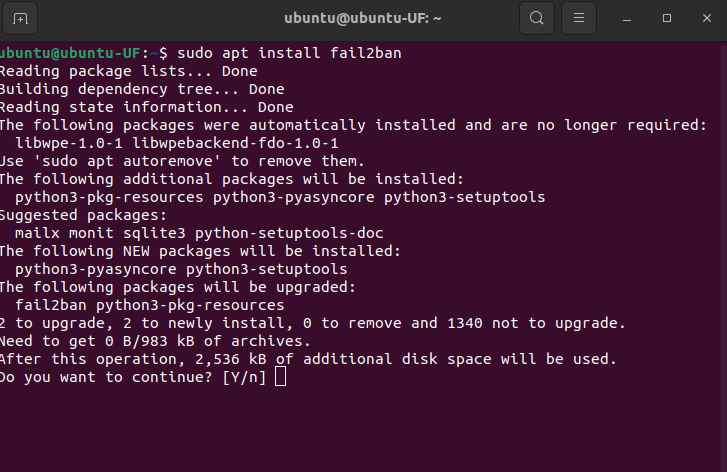 ubuntu@ubuntu-UF: ~
ubuntu@ubuntu-UF:~$ sudo apt install fail2ban
Reading package lists... Done
Building dependency tree... Done
Reading state information... Done
The following packages were automatically installed and are no longer required:
  libwpe-1.0-1 libwpebackend-fdo-1.0-1
Use 'sudo apt autoremove' to remove them.
The following additional packages will be installed:
  python3-pkg-resources python3-pyasyncore python3-setuptools
Suggested packages:
  mailx monit sqlite3 python-setuptools-doc
The following NEW packages will be installed:
  python3-pyasyncore python3-setuptools
The following packages will be upgraded:
  fail2ban python3-pkg-resources
2 to upgrade, 2 to newly install, 0 to remove and 1340 not to upgrade.
Need to get 0 B/983 kB of archives.
After this operation, 2,536 kB of additional disk space will be used.
Do you want to continue? [Y/n]